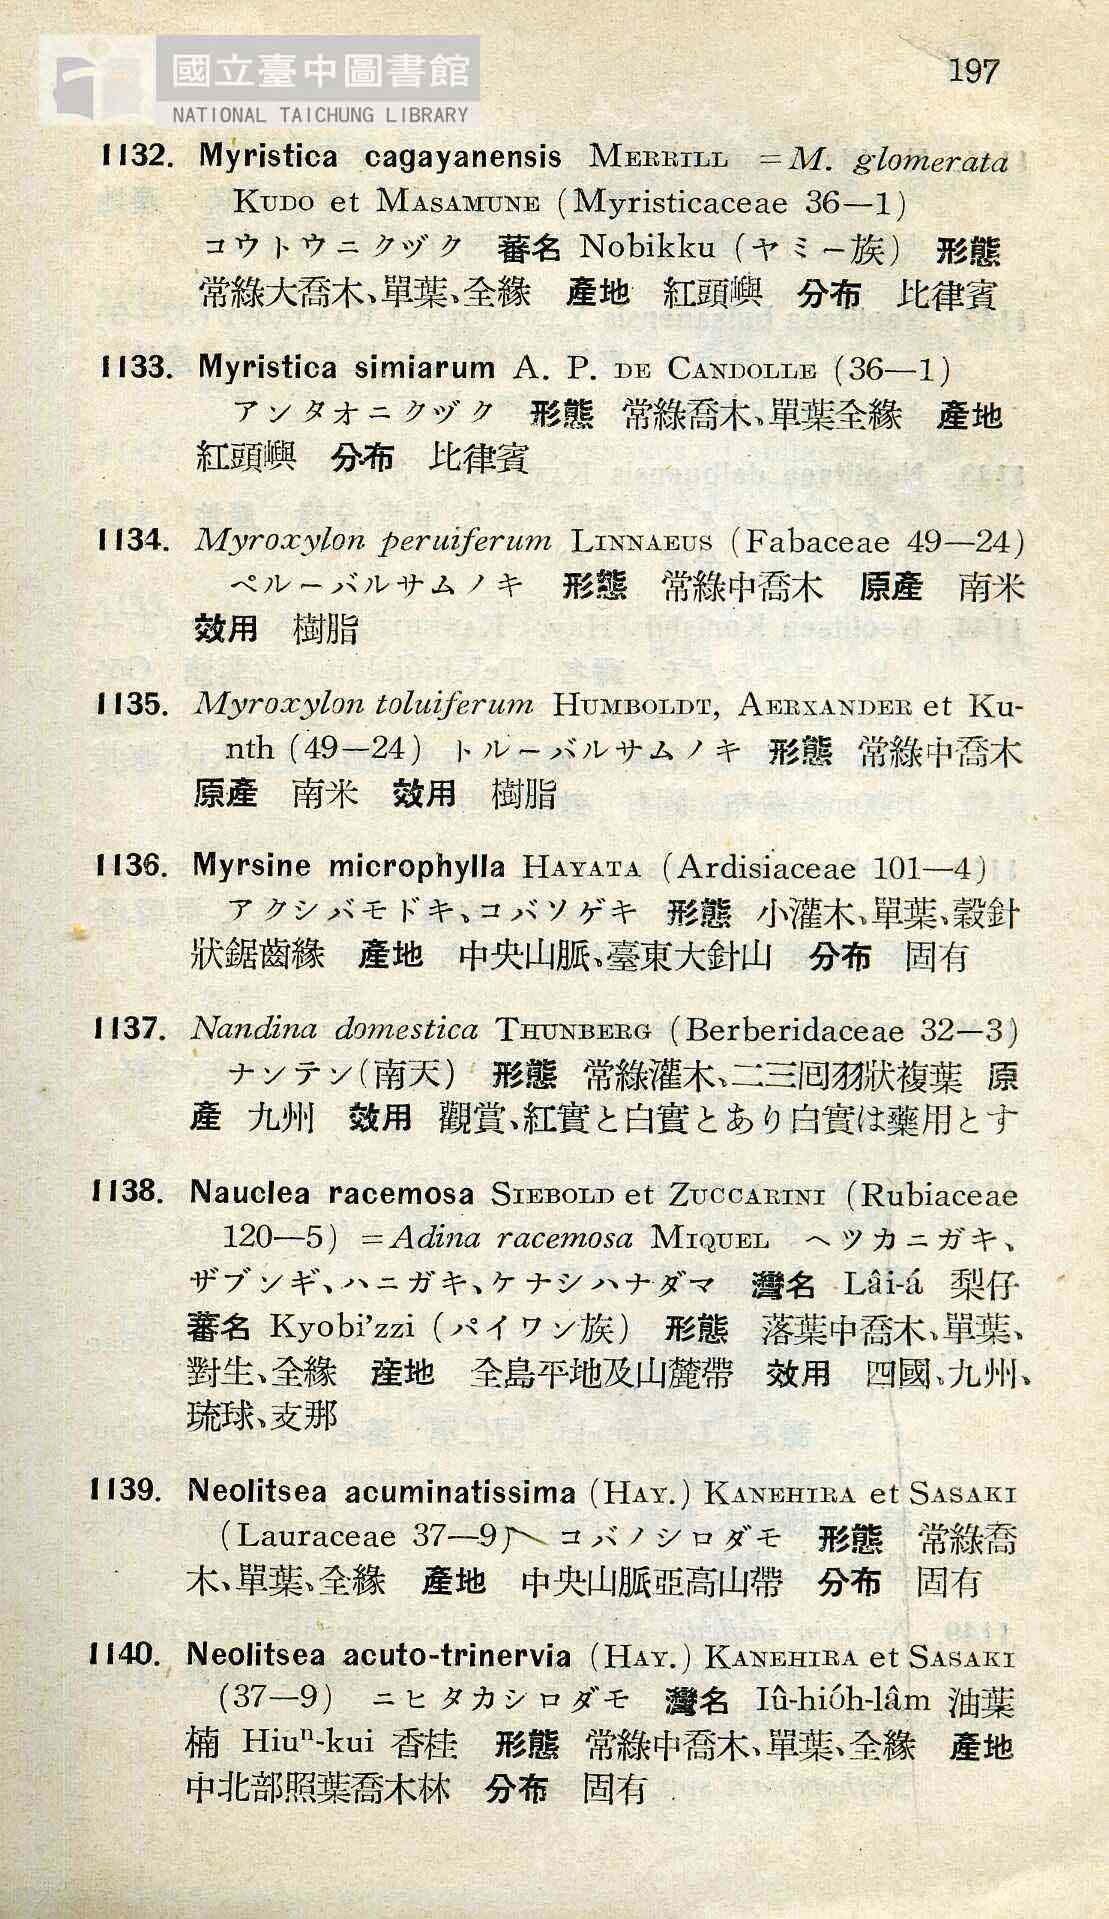 國立臺中圖書館
NATIONAL TAICHUNG LIBRARY
197
1132. Myristica cagayanensis MERRILL =M. glomerata
KUDO et MASAMUNE (Myristicaceae 36—1)
コウトウニクヅク 蕃名 Nobikku (ヤミー族) 形態
常綠大喬木、單葉、全緣 產地 紅頭嶼 分布 比律賓
1133. Myristica simiarum A. P. DE CANDOLLE (36—1)
アンタオニクヅク 形態 常綠喬木、單葉全緣 產地
紅頭嶼 分布 比律賓
1134. Myroxylon peruiferum LINNAEUS (Fabaceae 49—24)
ペルーバルサムノキ 形態 常綠中喬木 原產 南米
效用 樹脂
1135. Myroxylon toluiferum HUMBOLDT, AERXANDER et Ku-
nth (49—24) トルーバルサムノキ 形態 常綠中喬木
原產 南米 效用 樹脂
1136. Myrsine microphylla HAYATA (Ardisiaceae 101—4)
アクシバモドキ、コバソゲキ 形態 小灌木、單葉、穀針
狀鋸齒緣 產地 中央山脈、臺東大針山 分布 固有
1137. Nandina domestica THUNBERG (Berberidaceae 32—3)
ナンテン(南天) 形態 常綠灌木、二三囘羽狀複葉 原
產 九州 效用 觀賞、紅實と白實とあり白實は藥用とす
1138. Nauclea racemosa SIEBOLD et ZUCCARINI (Rubiaceae
120—5) =Adina racemosa MIQUEL ヘツカニガキ、
ザブンギ、ハニガキ、ケナシハナダマ 灣名 Lâi-á 梨仔
蕃名 Kyobi'zzi (パイワン族) 形態 落葉中喬木、單葉、
對生、全緣 產地 全島平地及山麓帶 效用 四國、九州、
琉球、支那
1139. Neolitsea acuminatissima (HAY.) KANEHIRA et SASAKI
(Lauraceae 37—9) コバノシロダモ 形態 常綠喬
木、單葉、全緣 產地 中央山脈亞高山帶 分布 固有
1140. Neolitsea acuto-trinervia (HAY.) KANEHIRA et SASAKI
(37—9) ニヒタカシロダモ 灣名 Iû-hióh-lâm 油葉
楠 Hiuⁿ-kui 香桂 形態 常綠中喬木、單葉、全緣 產地
中北部照葉喬木林 分布 固有